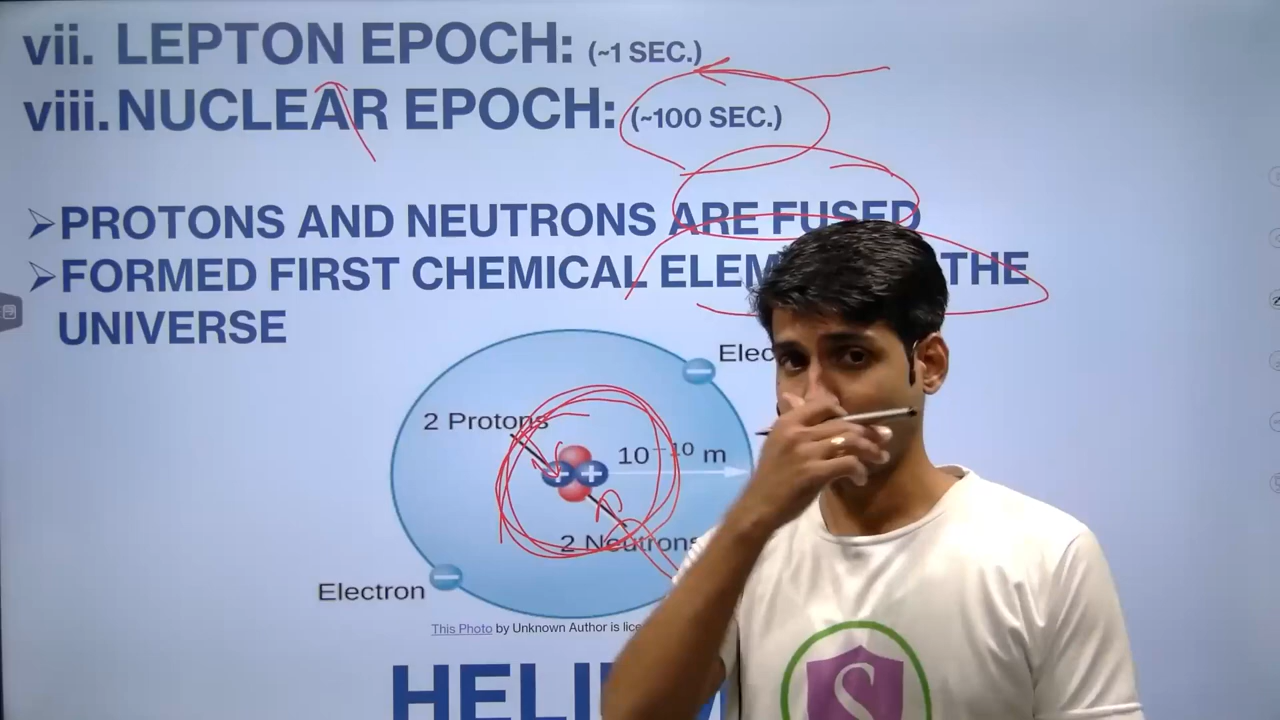 vii. LEPTON EPOCH: (~1 SEC.)
viii. NUCLEAR EPOCH: (~100 SEC.)
➢PROTONS AND NEUTRONS ARE FUSED
➢FORMED FIRST CHEMICAL THE
UNIVERSE
2 Protons
10⁻¹⁰ m
2 Neutrons
Electron
This Photo by Unknown Author is
S